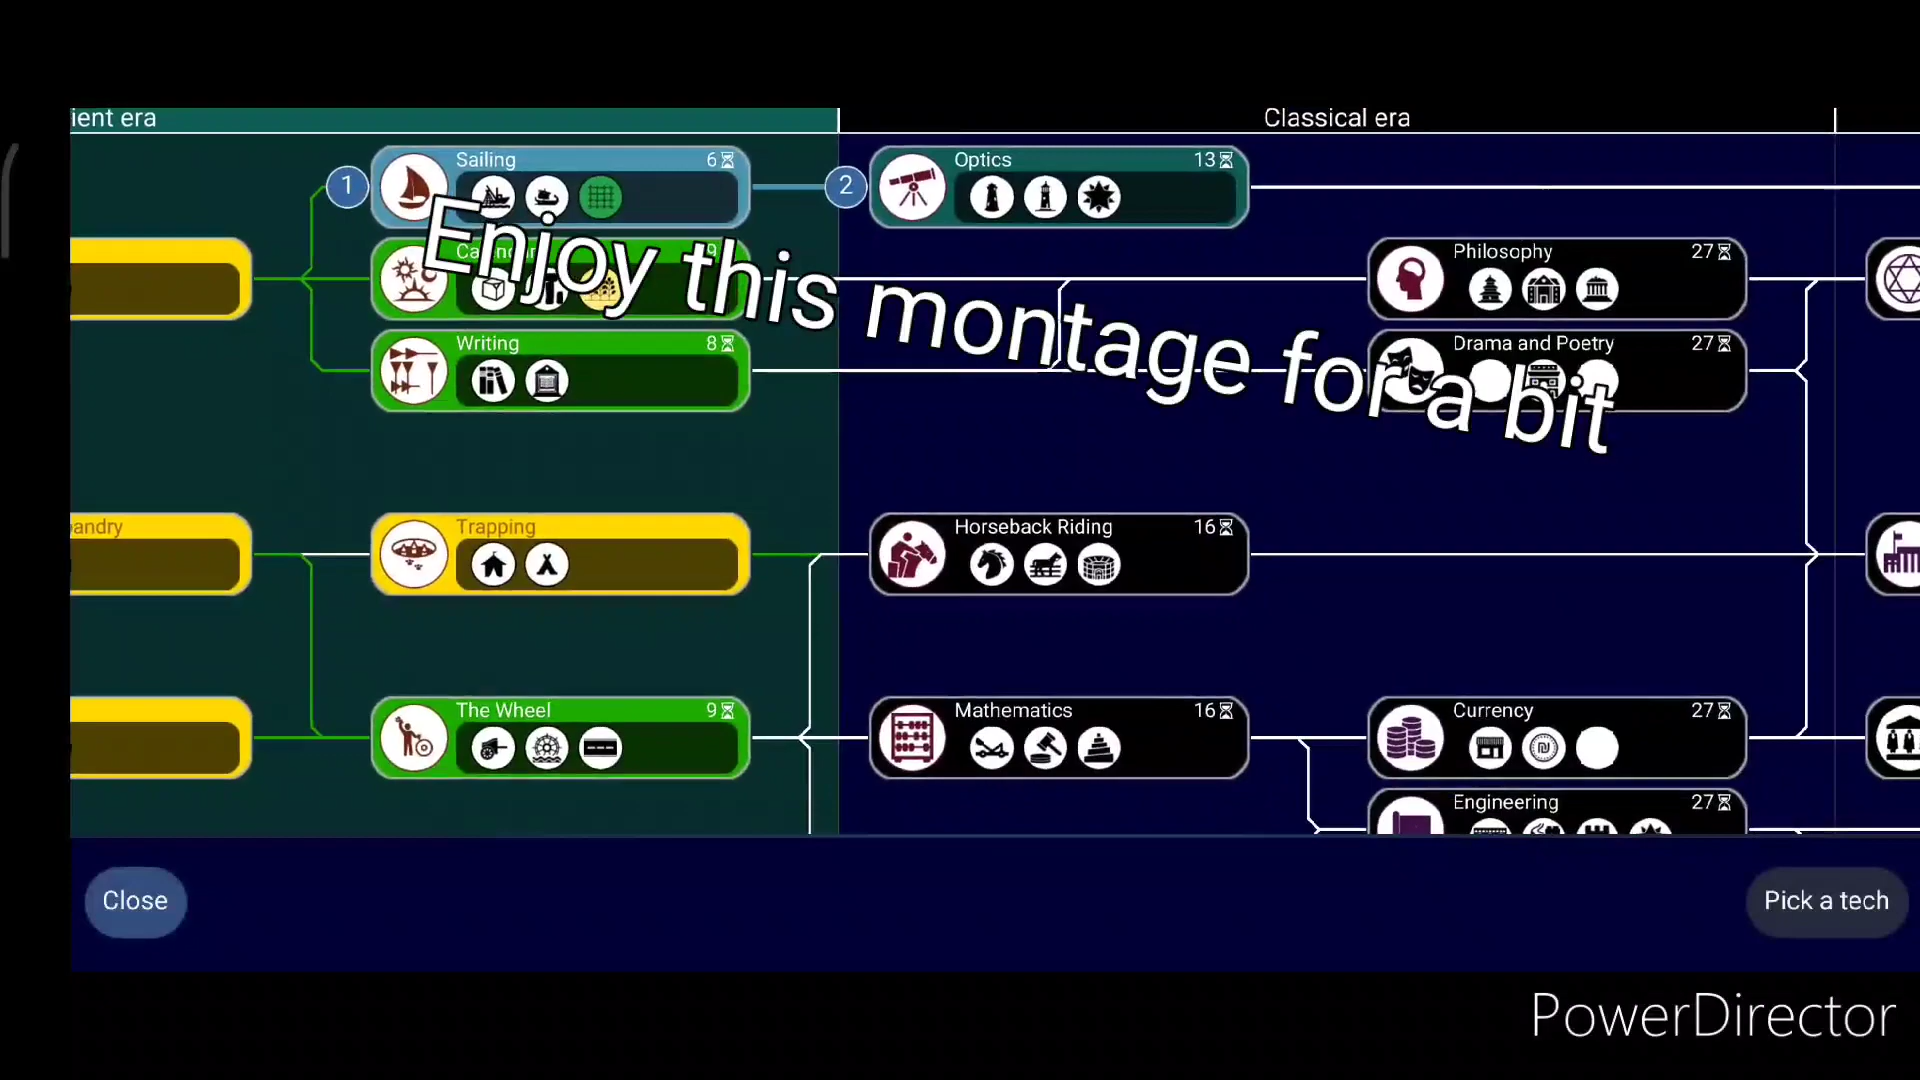 ient era
Classical era
1
Sailing 6
2
Optics 13
9
Philosophy 27
Writing 8
Drama and Poetry 27
Enjoy this montage for a bit
andry
Trapping
Horseback Riding 16
The Wheel 9
Mathematics 16
Currency 27
Engineering 27
Close
Pick a tech
PowerDirector